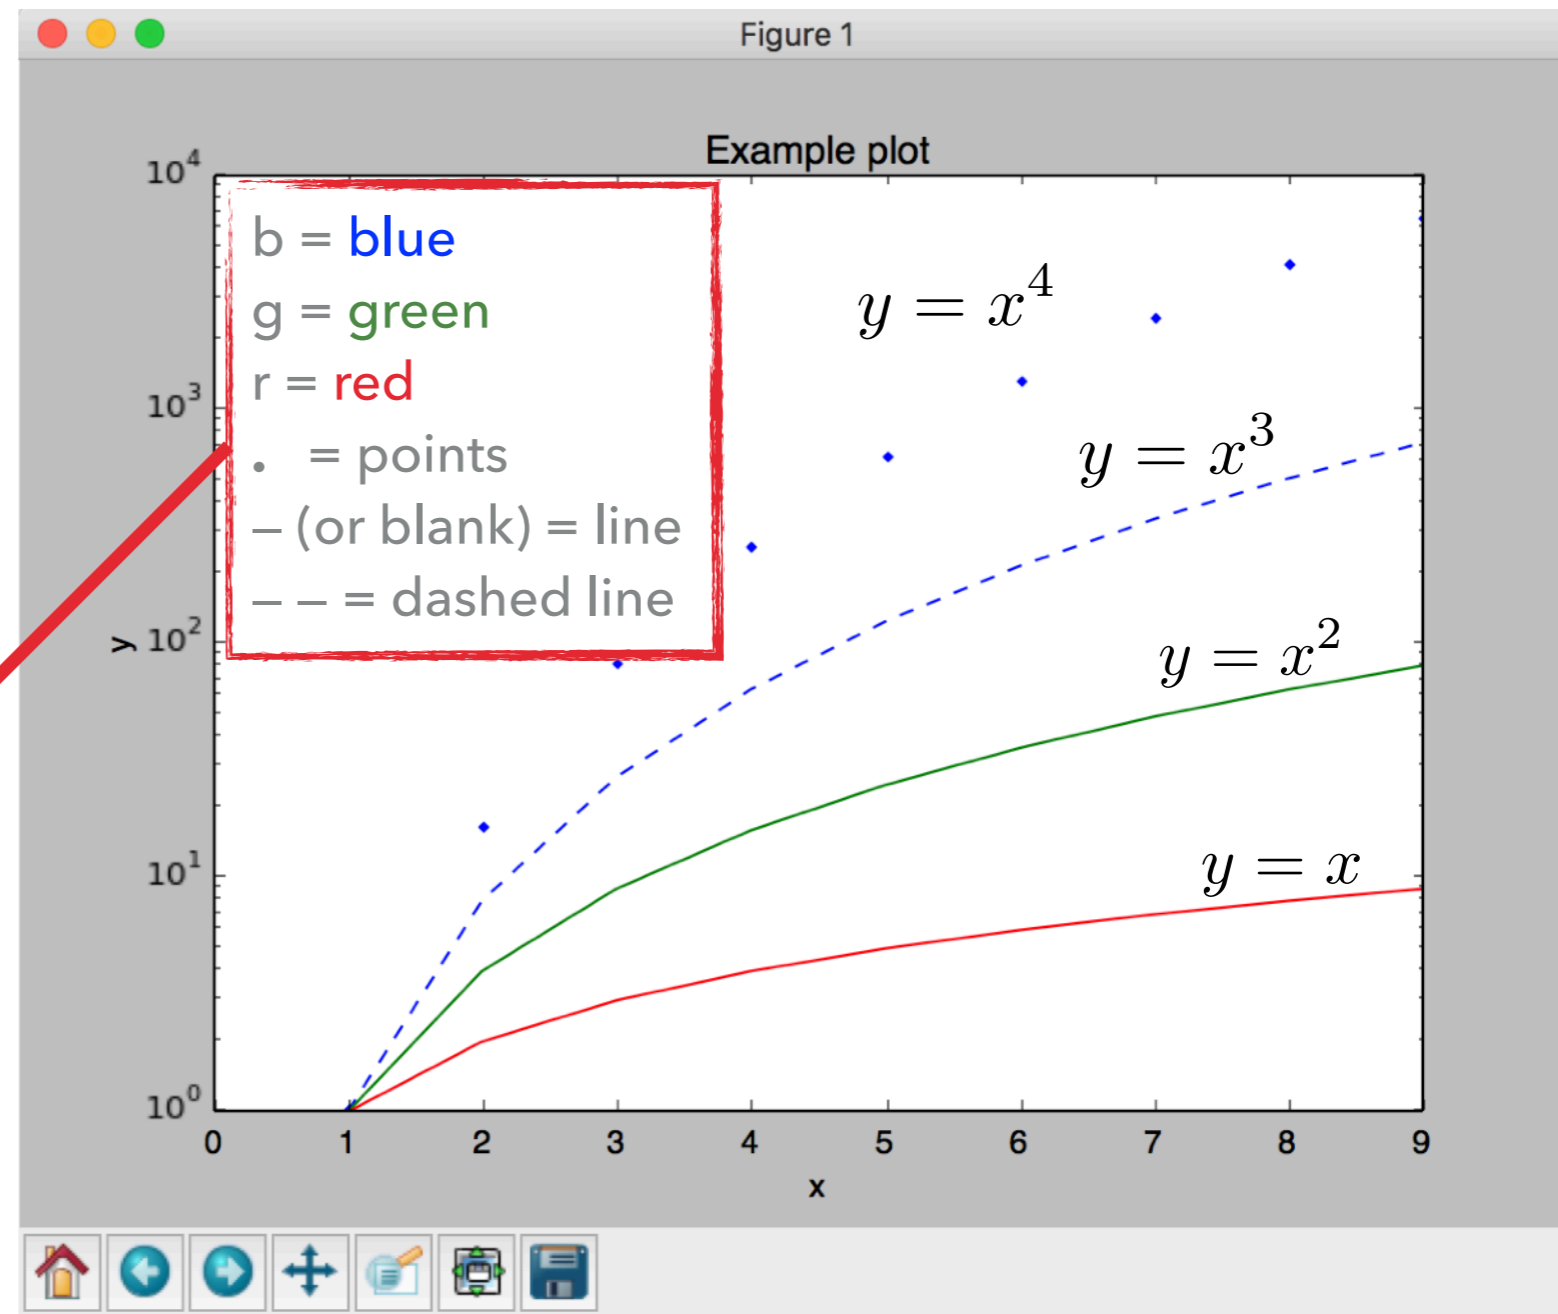 Figure 1
Example plot
10⁴
10³
10²
10¹
10⁰
y
b = blue
g = green
r = red
. = points
– (or blank) = line
– – = dashed line
y = x⁴
y = x³
y = x²
y = x
0 1 2 3 4 5 6 7 8 9
x